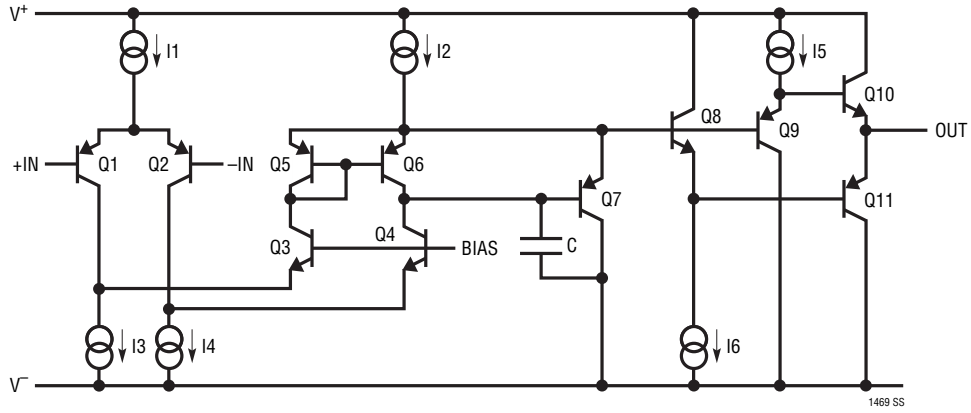 V+
I1
I2
I5
Q10
Q8
Q9
OUT
+IN
Q1
Q2
–IN
Q5
Q6
Q7
Q11
Q3
Q4
BIAS
C
I3
I4
I6
V–
1469 SS